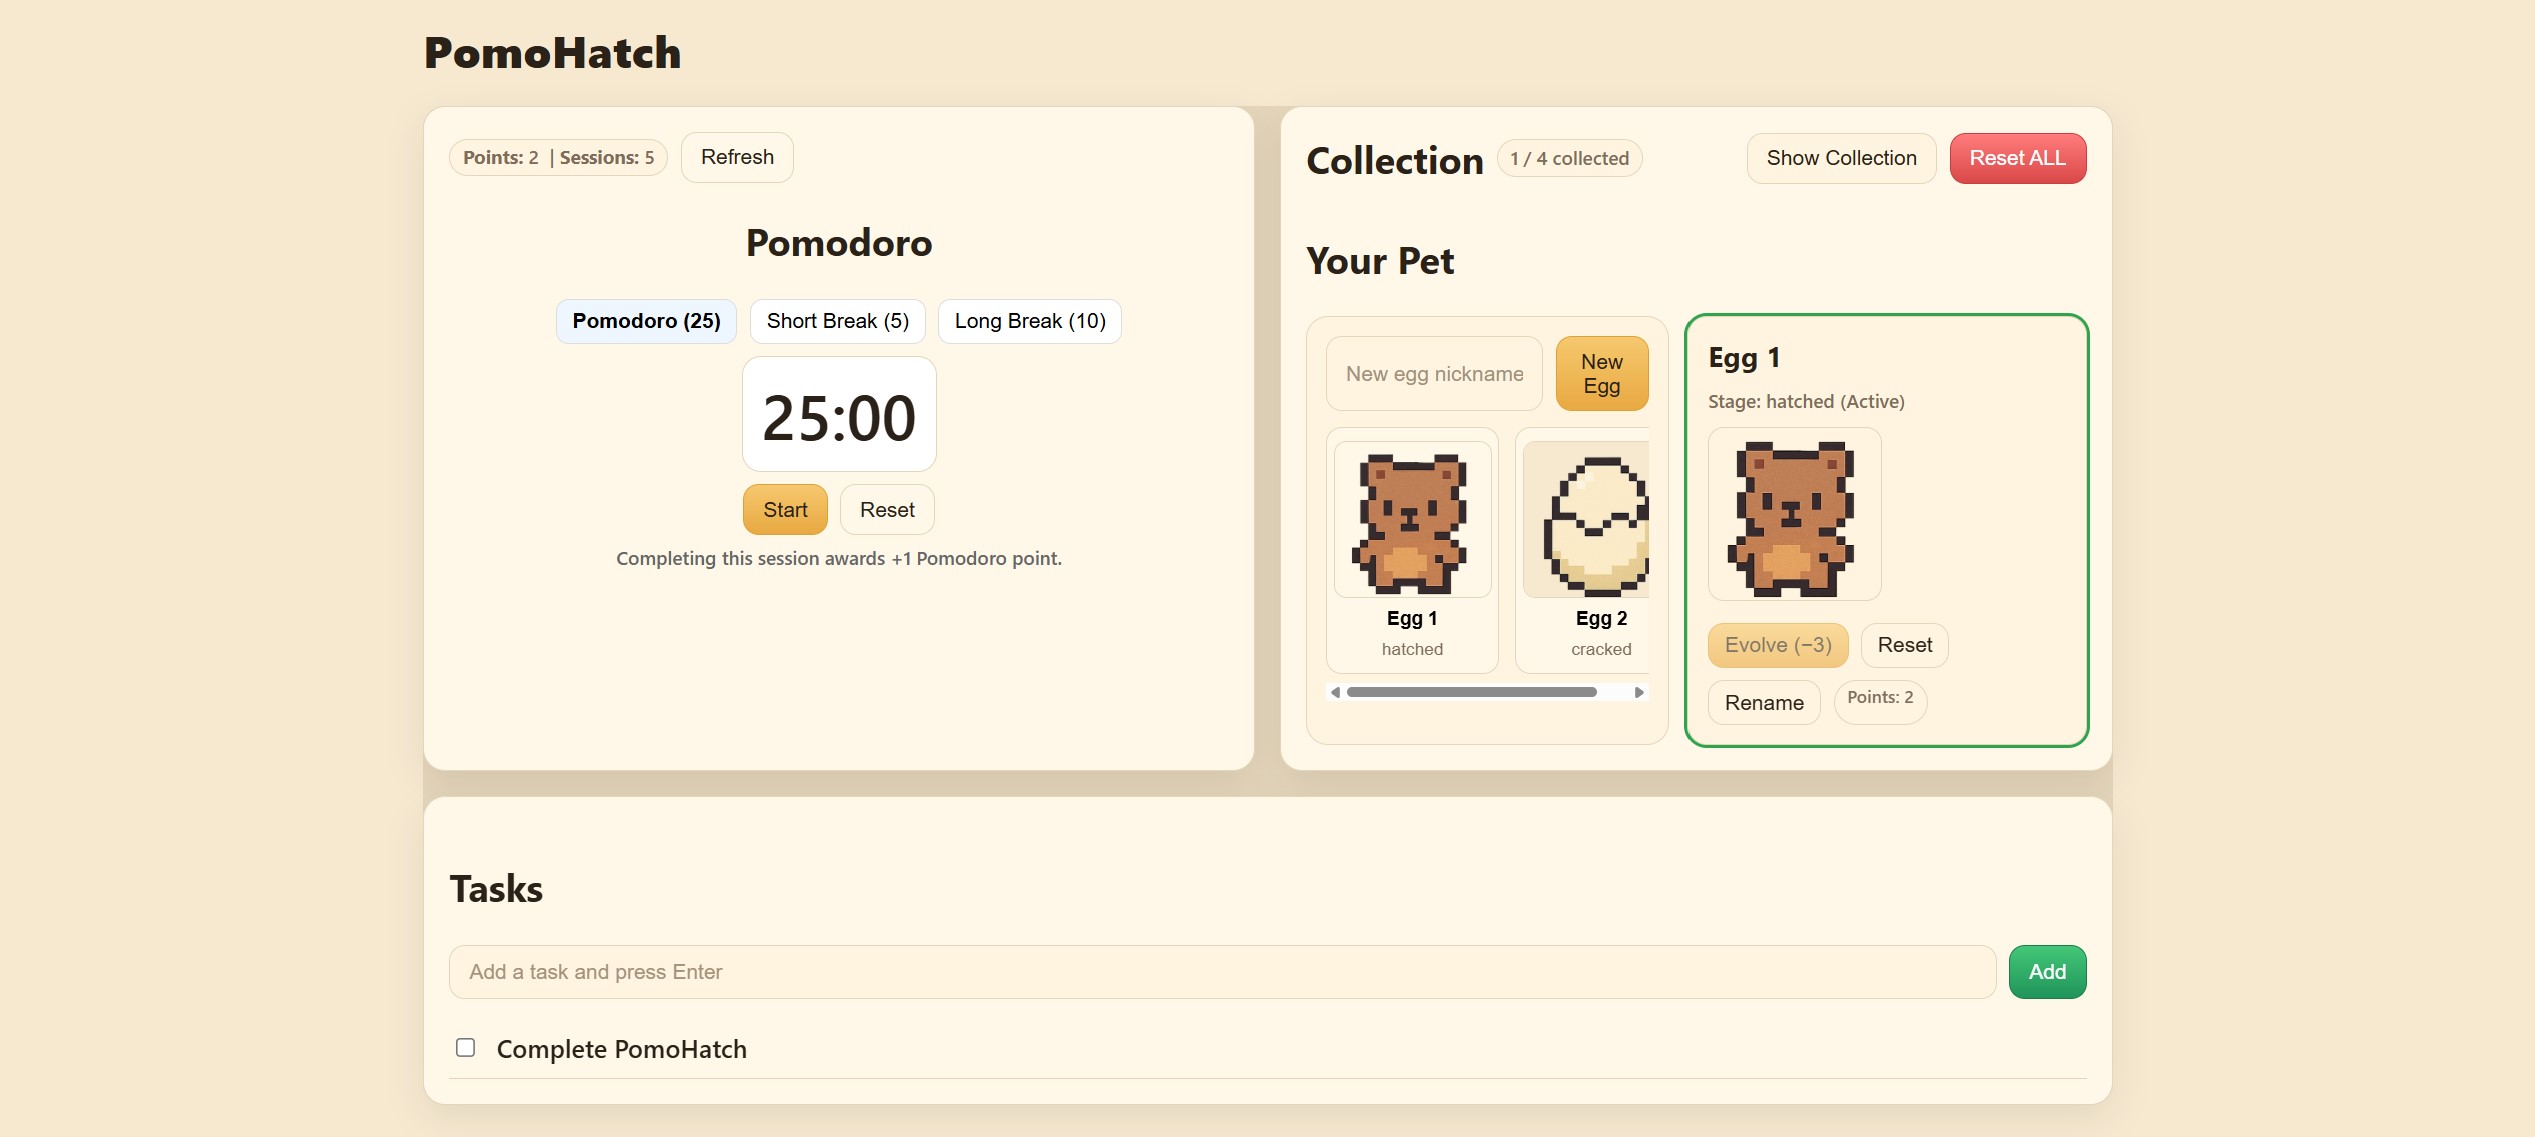 PomoHatch
Points: 2 | Sessions: 5
Refresh
Pomodoro
Pomodoro (25)
Short Break (5)
Long Break (10)
25:00
Start
Reset
Completing this session awards +1 Pomodoro point.
Collection
1 / 4 collected
Show Collection
Reset ALL
Your Pet
New egg nickname
New
Egg
Egg 1
hatched
Egg 2
cracked
Egg 1
Stage: hatched (Active)
Evolve (−3)
Reset
Rename
Points: 2
Tasks
Add a task and press Enter
Add
Complete PomoHatch